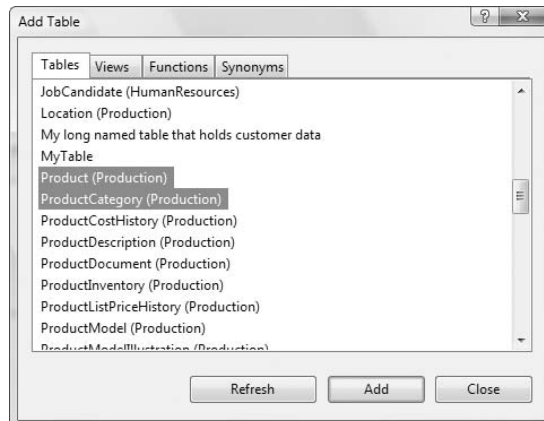 Add Table
Tables Views Functions Synonyms
JobCandidate (HumanResources)
Location (Production)
My long named table that holds customer data
MyTable
Product (Production)
ProductCategory (Production)
ProductCostHistory (Production)
ProductDescription (Production)
ProductDocument (Production)
ProductInventory (Production)
ProductListPriceHistory (Production)
ProductModel (Production)
ProductModelIllustration (Production)
Refresh Add Close